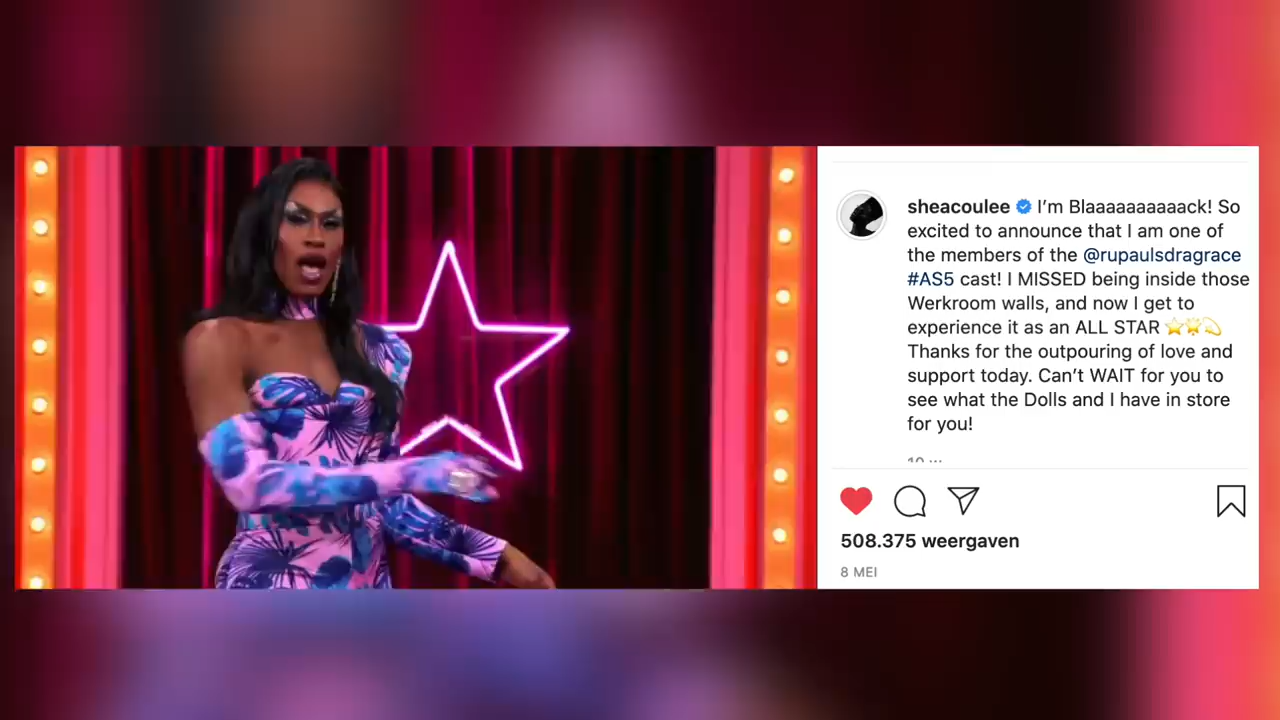 sheacoulee I’m Blaaaaaaaaaack! So
excited to announce that I am one of
the members of the @rupaulsdragrace
#AS5 cast! I MISSED being inside those
Werkroom walls, and now I get to
experience it as an ALL STAR ⭐🌟💫
Thanks for the outpouring of love and
support today. Can’t WAIT for you to
see what the Dolls and I have in store
for you!
508.375 weergaven
8 MEI